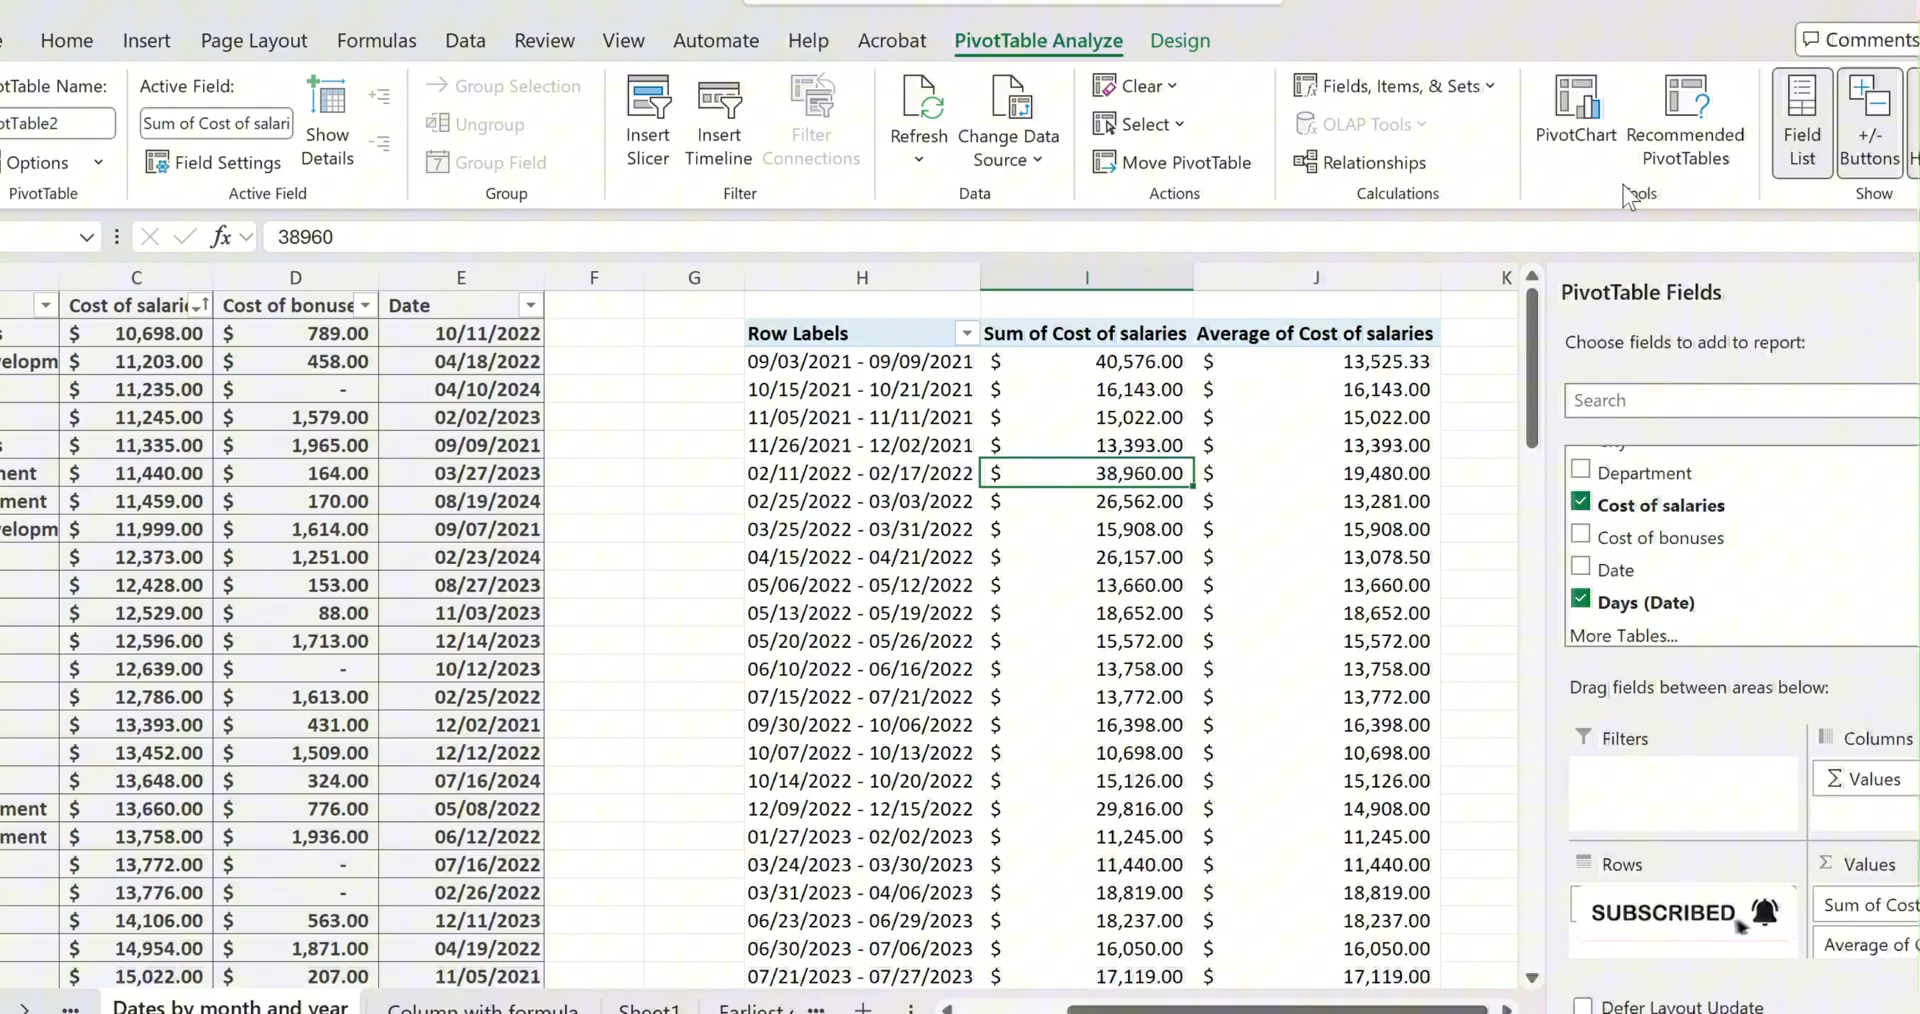 Home Insert Page Layout Formulas Data Review View Automate Help Acrobat PivotTable Analyze Design Comments
otTable Name:
otTable2
Options
PivotTable
Active Field:
Sum of Cost of salari
Field Settings
Show Details
Active Field
Group Selection
Ungroup
7 Group Field
Group
Insert Slicer
Insert Timeline
Filter Connections
Filter
Refresh
Change Data Source
Data
Clear
Select
Move PivotTable
Actions
Fields, Items, & Sets
OLAP Tools
Relationships
Calculations
PivotChart
Recommended PivotTables
ools
Field List
+/- Buttons
H
Show
fx 38960
C D E F G H I J K
Cost of salari Cost of bonuse Date
s $ 10,698.00 $ 789.00 10/11/2022
velopm $ 11,203.00 $ 458.00 04/18/2022
$ 11,235.00 $ - 04/10/2024
$ 11,245.00 $ 1,579.00 02/02/2023
s $ 11,335.00 $ 1,965.00 09/09/2021
ment $ 11,440.00 $ 164.00 03/27/2023
ment $ 11,459.00 $ 170.00 08/19/2024
velopm $ 11,999.00 $ 1,614.00 09/07/2021
$ 12,373.00 $ 1,251.00 02/23/2024
$ 12,428.00 $ 153.00 08/27/2023
$ 12,529.00 $ 88.00 11/03/2023
$ 12,596.00 $ 1,713.00 12/14/2023
$ 12,639.00 $ - 10/12/2023
$ 12,786.00 $ 1,613.00 02/25/2022
$ 13,393.00 $ 431.00 12/02/2021
$ 13,452.00 $ 1,509.00 12/12/2022
$ 13,648.00 $ 324.00 07/16/2024
ment $ 13,660.00 $ 776.00 05/08/2022
ment $ 13,758.00 $ 1,936.00 06/12/2022
$ 13,772.00 $ - 07/16/2022
$ 13,776.00 $ - 02/26/2022
$ 14,106.00 $ 563.00 12/11/2023
$ 14,954.00 $ 1,871.00 04/19/2022
$ 15,022.00 $ 207.00 11/05/2021
Row Labels Sum of Cost of salaries Average of Cost of salaries
09/03/2021 - 09/09/2021 $ 40,576.00 $ 13,525.33
10/15/2021 - 10/21/2021 $ 16,143.00 $ 16,143.00
11/05/2021 - 11/11/2021 $ 15,022.00 $ 15,022.00
11/26/2021 - 12/02/2021 $ 13,393.00 $ 13,393.00
02/11/2022 - 02/17/2022 $ 38,960.00 $ 19,480.00
02/25/2022 - 03/03/2022 $ 26,562.00 $ 13,281.00
03/25/2022 - 03/31/2022 $ 15,908.00 $ 15,908.00
04/15/2022 - 04/21/2022 $ 26,157.00 $ 13,078.50
05/06/2022 - 05/12/2022 $ 13,660.00 $ 13,660.00
05/13/2022 - 05/19/2022 $ 18,652.00 $ 18,652.00
05/20/2022 - 05/26/2022 $ 15,572.00 $ 15,572.00
06/10/2022 - 06/16/2022 $ 13,758.00 $ 13,758.00
07/15/2022 - 07/21/2022 $ 13,772.00 $ 13,772.00
09/30/2022 - 10/06/2022 $ 16,398.00 $ 16,398.00
10/07/2022 - 10/13/2022 $ 10,698.00 $ 10,698.00
10/14/2022 - 10/20/2022 $ 15,126.00 $ 15,126.00
12/09/2022 - 12/15/2022 $ 29,816.00 $ 14,908.00
01/27/2023 - 02/02/2023 $ 11,245.00 $ 11,245.00
03/24/2023 - 03/30/2023 $ 11,440.00 $ 11,440.00
03/31/2023 - 04/06/2023 $ 18,819.00 $ 18,819.00
06/23/2023 - 06/29/2023 $ 18,237.00 $ 18,237.00
06/30/2023 - 07/06/2023 $ 16,050.00 $ 16,050.00
07/21/2023 - 07/27/2023 $ 17,119.00 $ 17,119.00
PivotTable Fields
Choose fields to add to report:
Search
Department
Cost of salaries
Cost of bonuses
Date
Days (Date)
More Tables...
Drag fields between areas below:
Filters
Columns
Σ Values
Rows
Σ Values
SUBSCRIBED
Sum of Cost
Average of
Defer Layout Update
Dates by month and year Column with formula Sheet1 Earliest